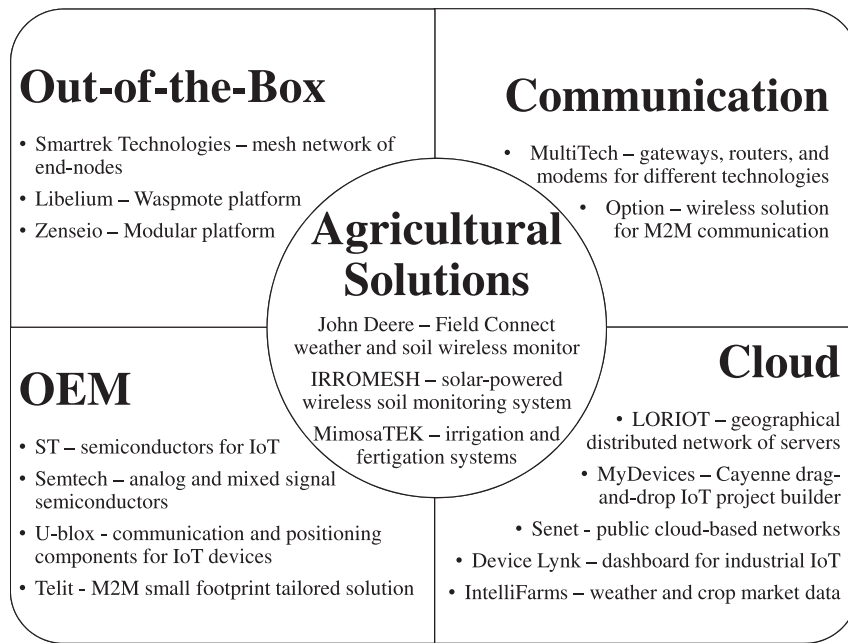 Out-of-the-Box
• Smartrek Technologies – mesh network of
end-nodes
• Libelium – Waspmote platform
• Zenseio – Modular platform
Communication
• MultiTech – gateways, routers, and
modems for different technologies
• Option – wireless solution
for M2M communication
Agricultural
Solutions
John Deere – Field Connect
weather and soil wireless monitor
IRROMESH – solar-powered
wireless soil monitoring system
MimosaTEK – irrigation and
fertigation systems
OEM
• ST – semiconductors for IoT
• Semtech – analog and mixed signal
semiconductors
• U-blox - communication and positioning
components for IoT devices
• Telit - M2M small footprint tailored solution
Cloud
• LORIOT – geographical
distributed network of servers
• MyDevices – Cayenne drag-
and-drop IoT project builder
• Senet - public cloud-based networks
• Device Lynk – dashboard for industrial IoT
• IntelliFarms – weather and crop market data